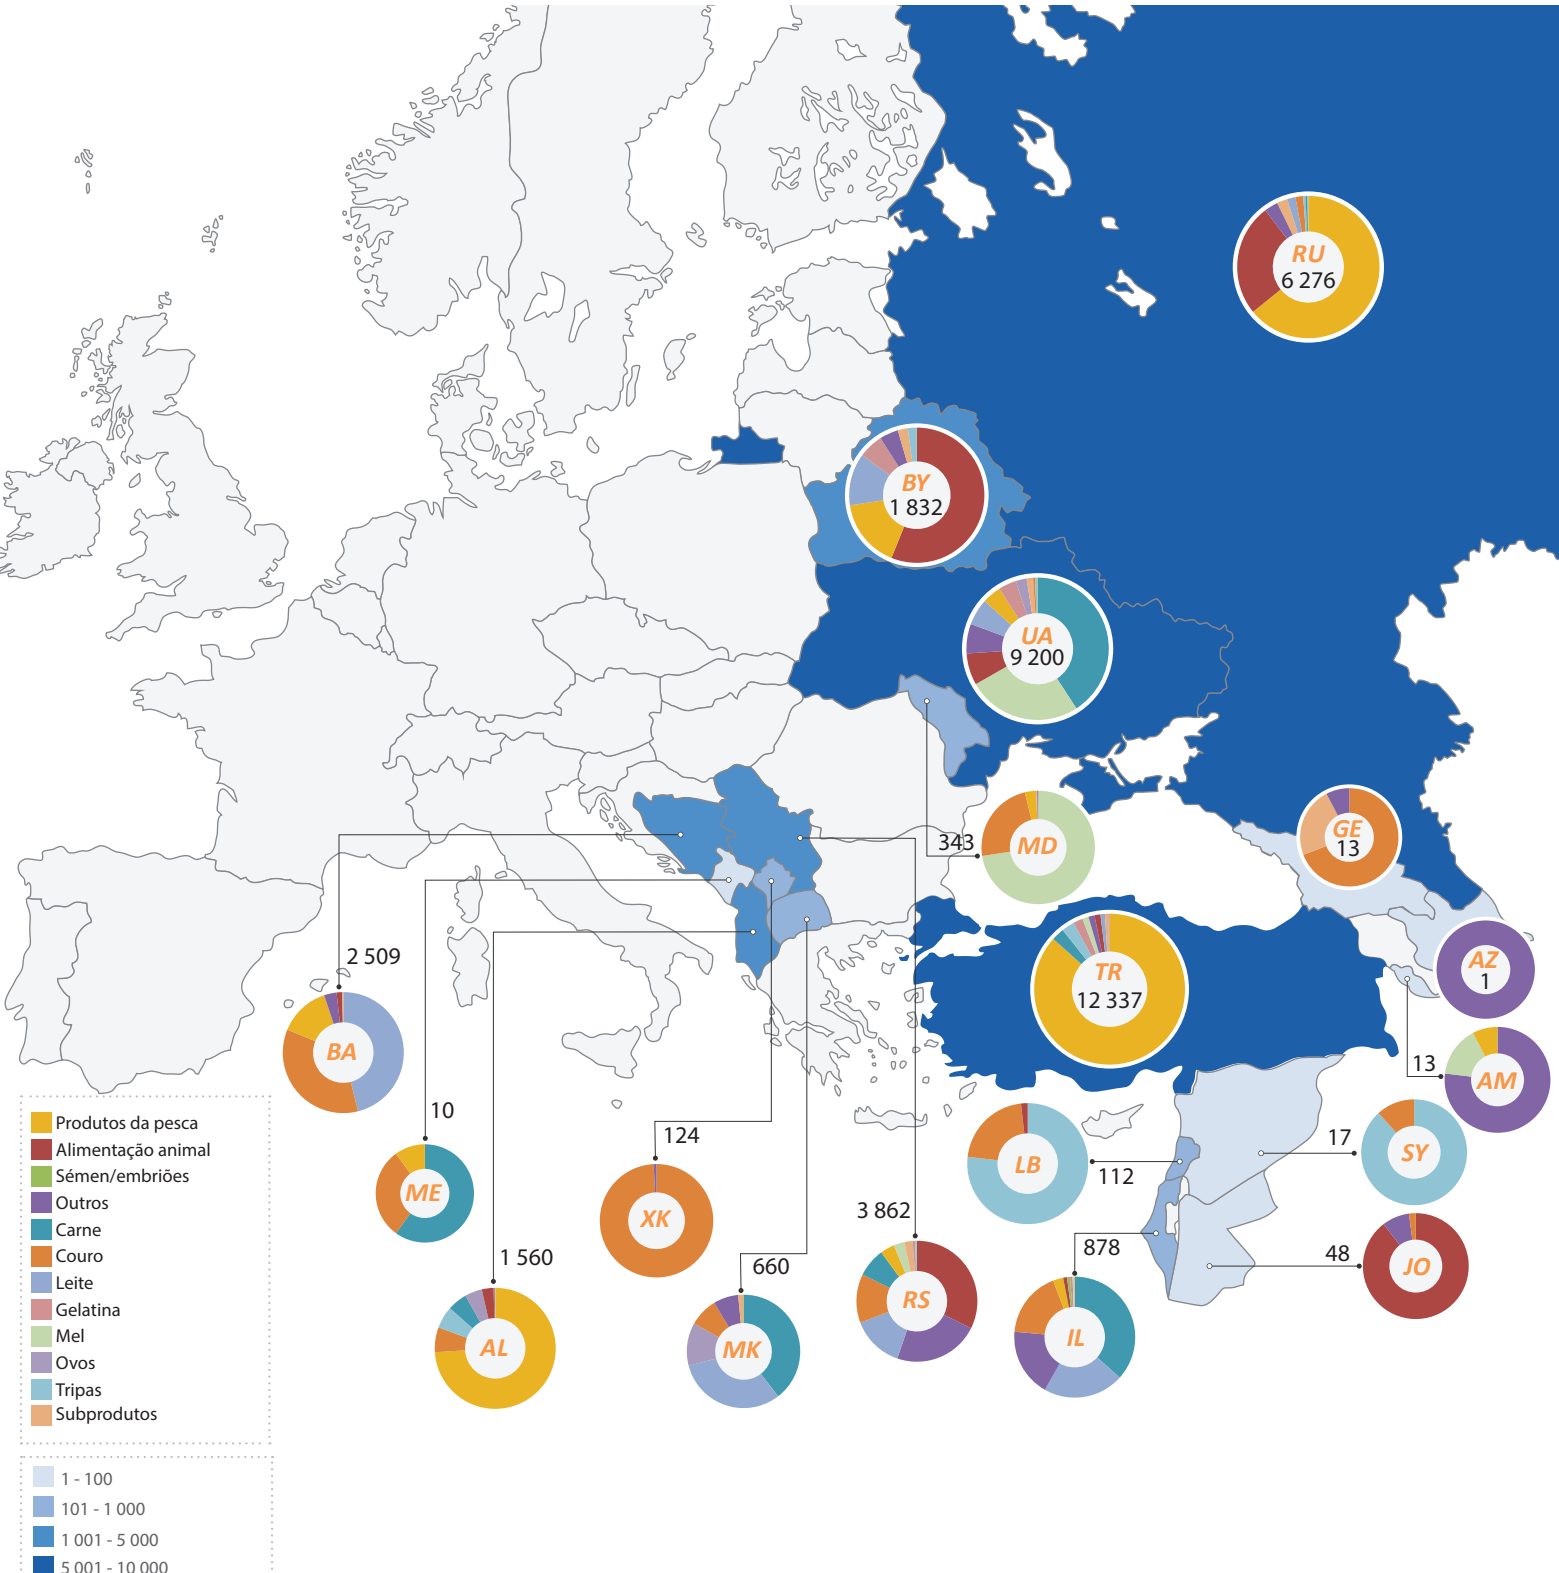 RU
6 276
BY
1 832
UA
9 200
343
MD
GE
13
TR
12 337
AZ
1
13
AM
2 509
BA
10
ME
1 560
AL
124
XK
660
MK
3 862
RS
LB
112
878
IL
17
SY
48
JO
Produtos da pesca
Alimentação animal
Sémen/embriões
Outros
Carne
Couro
Leite
Gelatina
Mel
Ovos
Tripas
Subprodutos
1 - 100
101 - 1 000
1 001 - 5 000
5 001 - 10 000